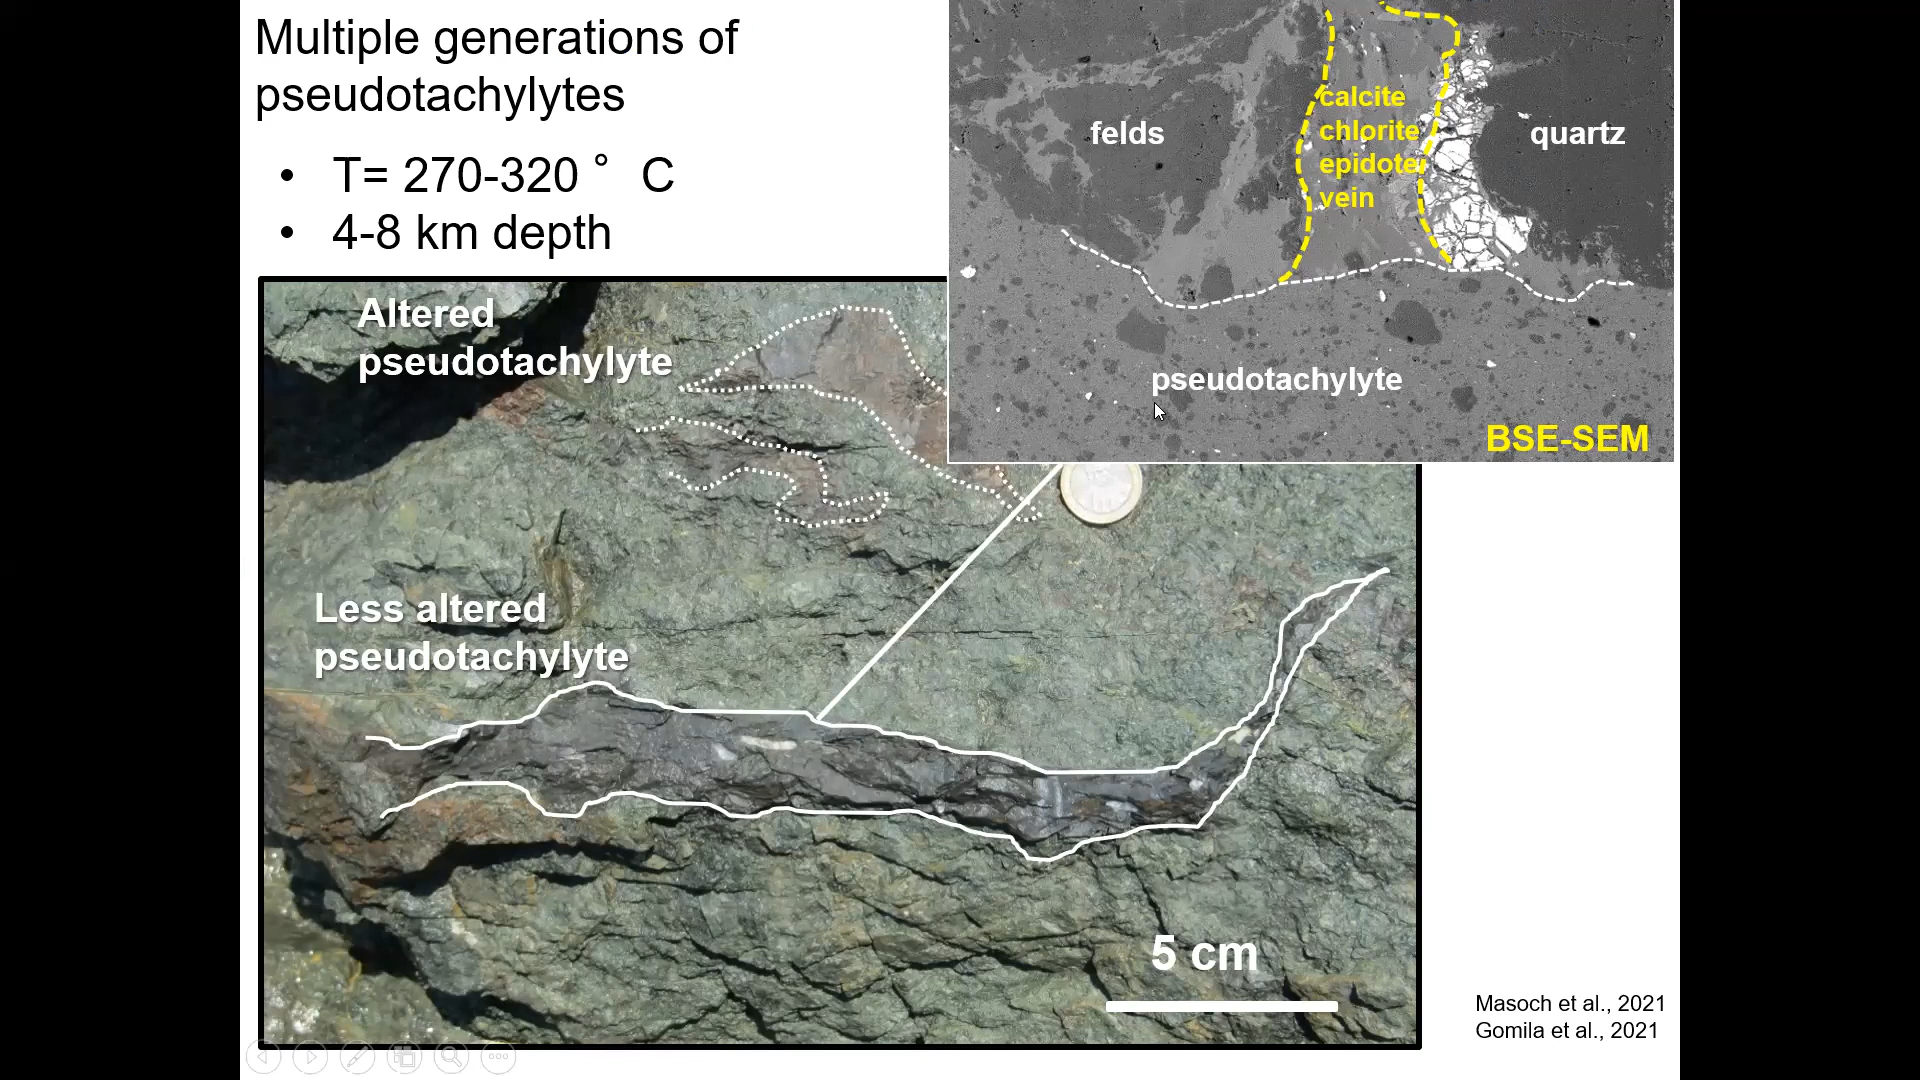 Multiple generations of
pseudotachylytes
• T= 270-320 ° C
• 4-8 km depth
felds
calcite
chlorite
epidote
vein
quartz
pseudotachylyte
BSE-SEM
Altered
pseudotachylyte
Less altered
pseudotachylyte
5 cm
Masoch et al., 2021
Gomila et al., 2021